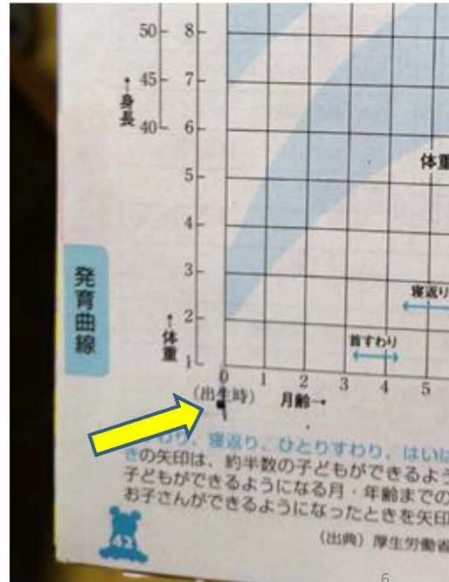 50 8
45 7
←身長
40 6
5
体重
4
3
寝返り
発育曲線
2
←体重
首すわり
1
0 1 2 3 4 5
(出生時) 月齢→
わり、寝返り、ひとりすわり、はいは
きの矢印は、約半数の子どもができるよう
子どもができるようになる月・年齢までの
お子さんができるようになったときを矢印
(出典) 厚生労働省
42
6